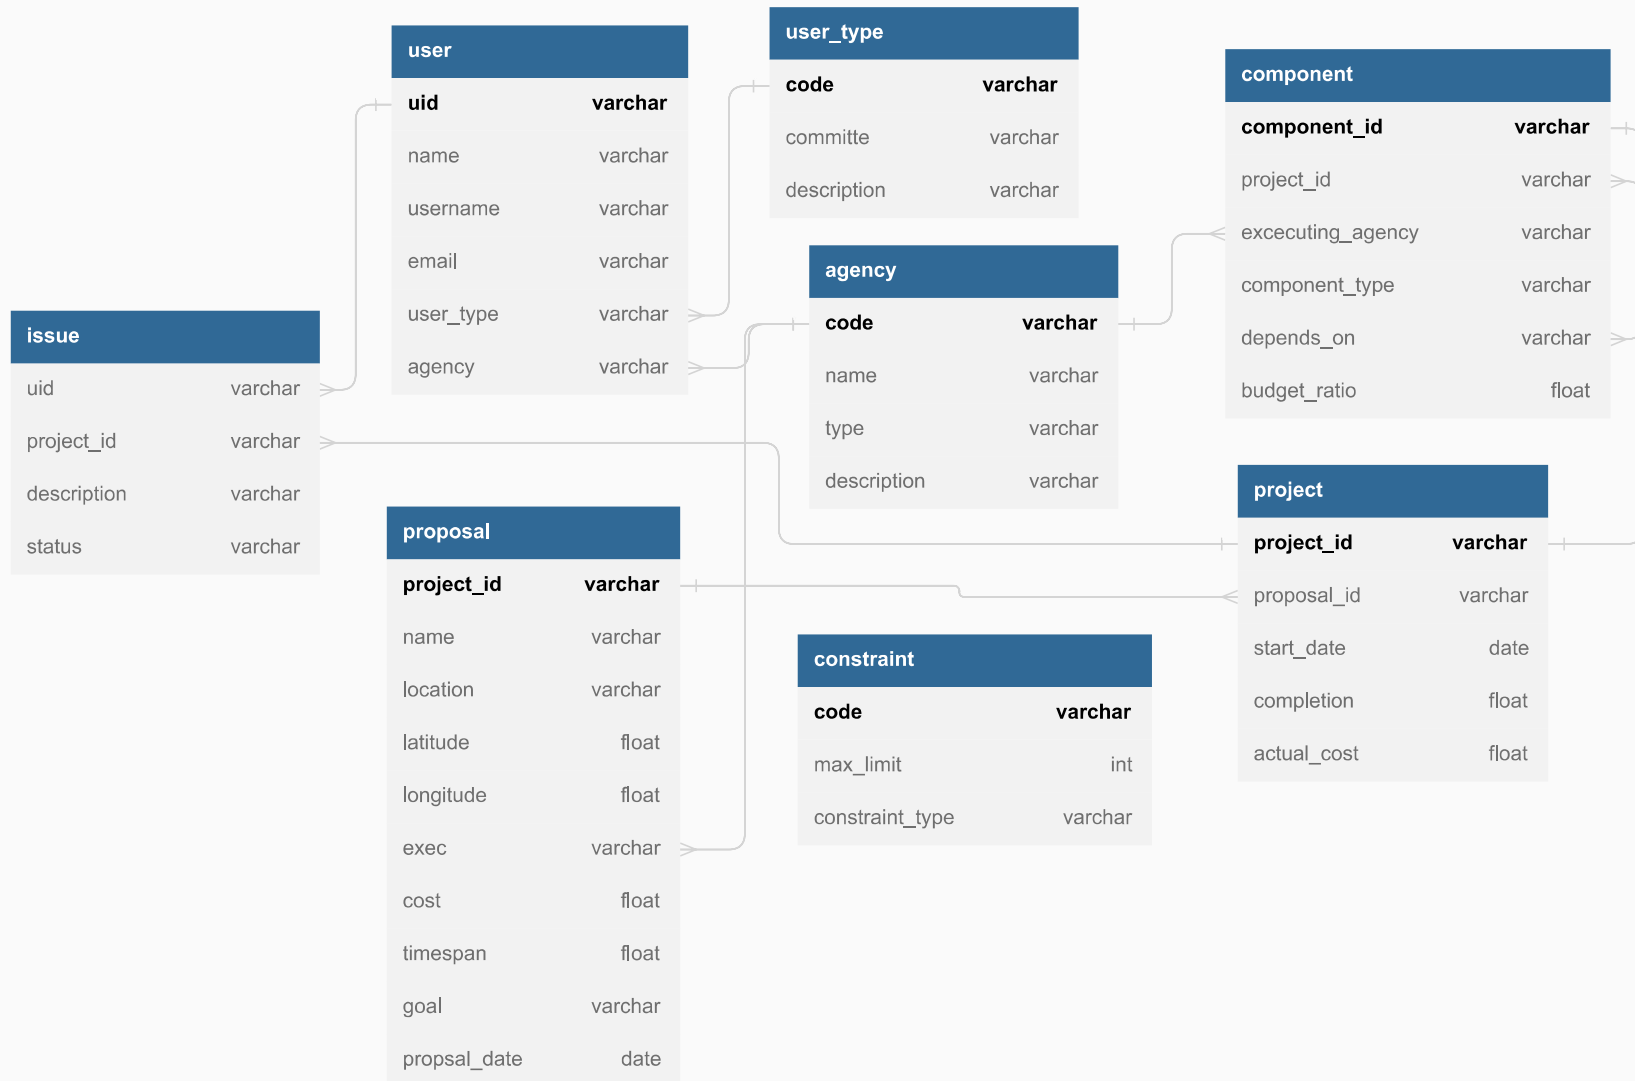 user
uid varchar
name varchar
username varchar
email varchar
user_type varchar
agency varchar
user_type
code varchar
committe varchar
description varchar
component
component_id varchar
project_id varchar
excecuting_agency varchar
component_type varchar
depends_on varchar
budget_ratio float
agency
code varchar
name varchar
type varchar
description varchar
issue
uid varchar
project_id varchar
description varchar
status varchar
proposal
project_id varchar
name varchar
location varchar
latitude float
longitude float
exec varchar
cost float
timespan float
goal varchar
propsal_date date
constraint
code varchar
max_limit int
constraint_type varchar
project
project_id varchar
proposal_id varchar
start_date date
completion float
actual_cost float